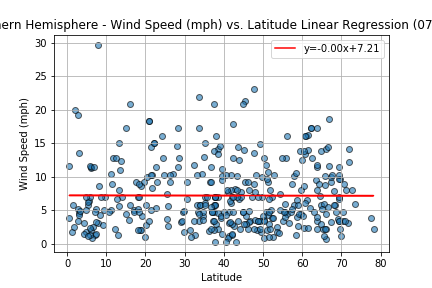 ern Hemisphere - Wind Speed (mph) vs. Latitude Linear Regression (07
y=-0.00x+7.21
Wind Speed (mph)
30
25
20
15
10
5
0
0 10 20 30 40 50 60 70 80
Latitude